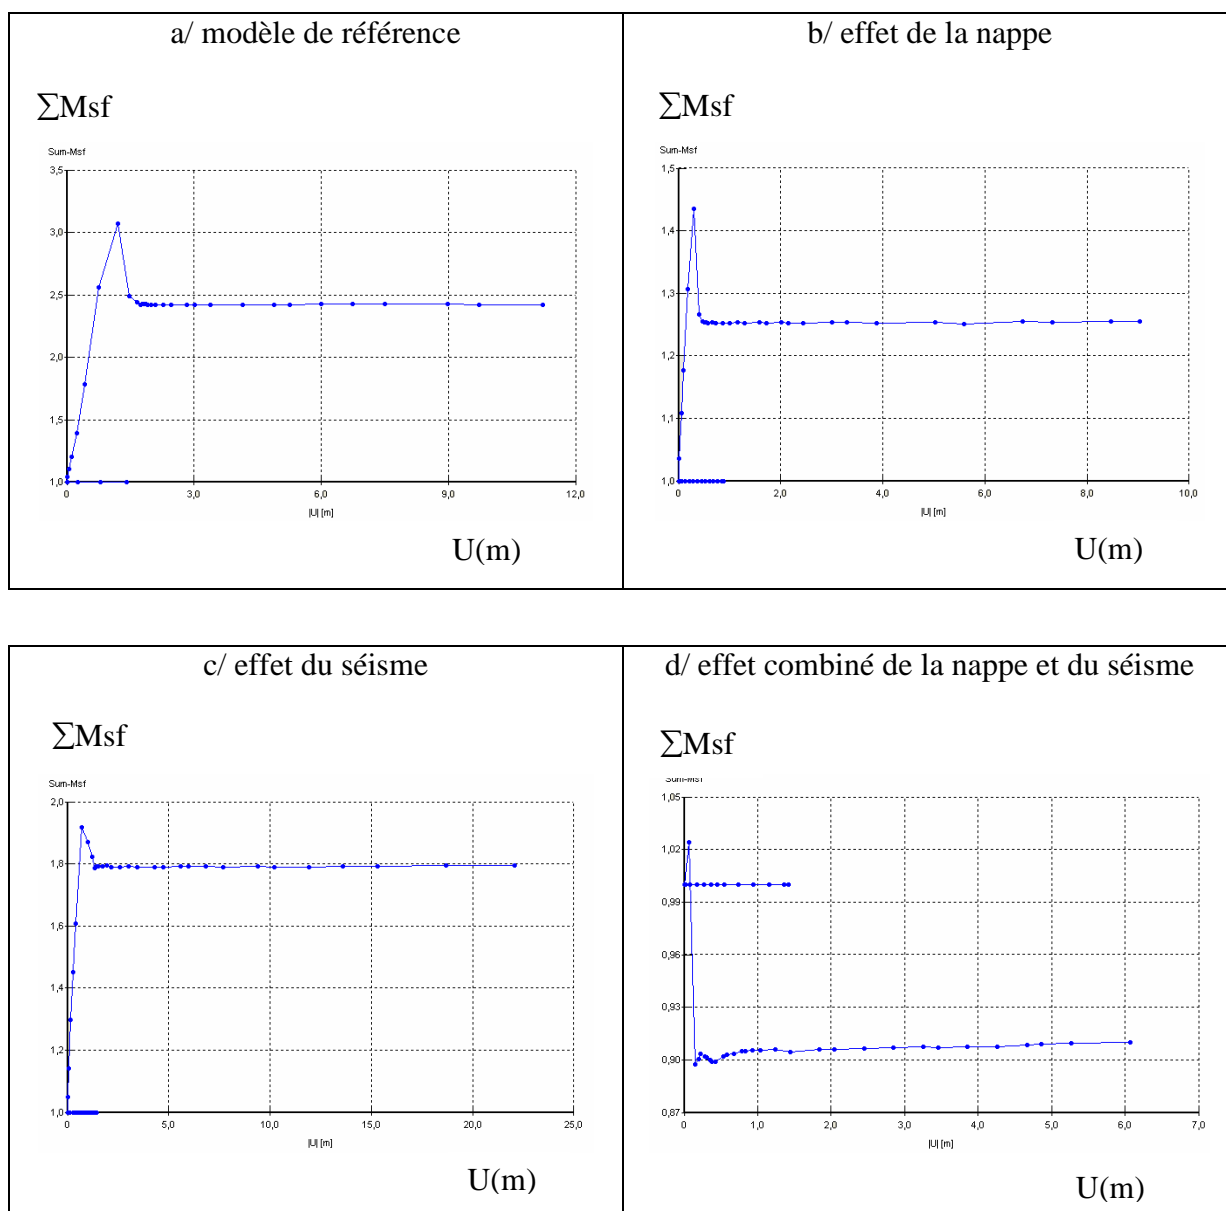 a/ modèle de référence
b/ effet de la nappe
∑Msf
∑Msf
Sum-Msf
3,5
3,0
2,5
2,0
1,5
1,0
0 3,0 6,0 9,0 12,0
|U| [m]
U(m)
Sum-Msf
1,5
1,4
1,3
1,2
1,1
1,0
0 2,0 4,0 6,0 8,0 10,0
|U| [m]
U(m)
c/ effet du séisme
d/ effet combiné de la nappe et du séisme
∑Msf
∑Msf
Sum-Msf
2,0
1,8
1,6
1,4
1,2
1,0
0 5,0 10,0 15,0 20,0 25,0
|U| [m]
U(m)
Sum-Msf
1,05
1,02
0,99
0,96
0,93
0,90
0,87
0 1,0 2,0 3,0 4,0 5,0 6,0 7,0
|U| [m]
U(m)